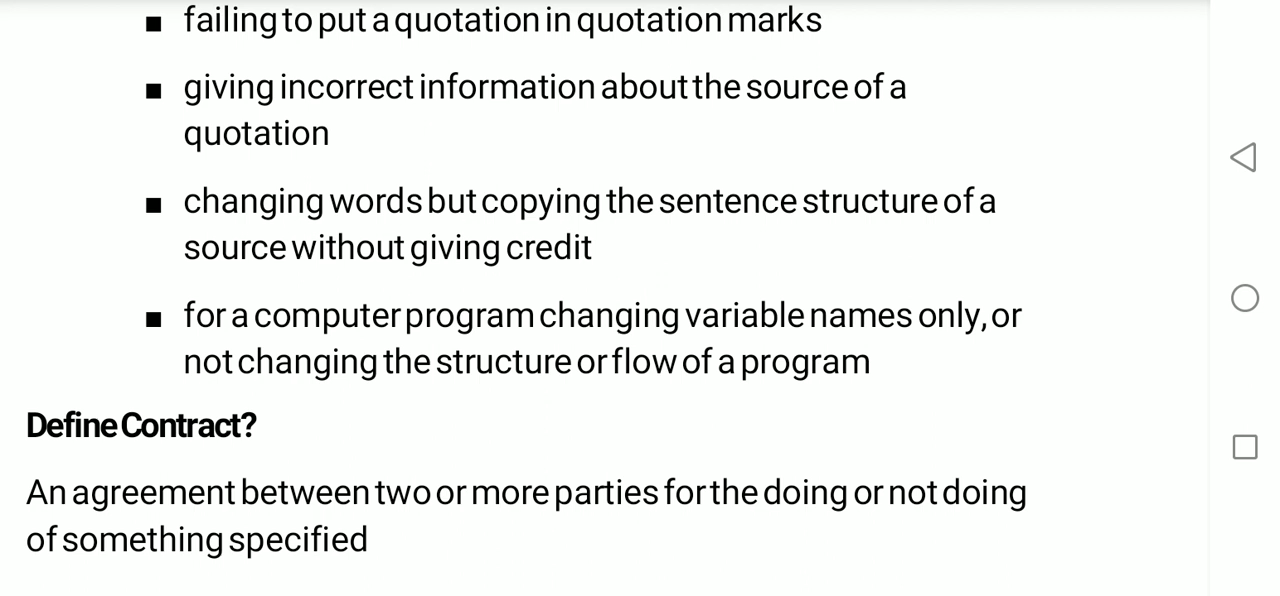 ▪ failing to put a quotation in quotation marks
▪ giving incorrect information about the source of a
quotation
▪ changing words but copying the sentence structure of a
source without giving credit
▪ for a computer program changing variable names only, or
not changing the structure or flow of a program
Define Contract?
An agreement between two or more parties for the doing or not doing
of something specified